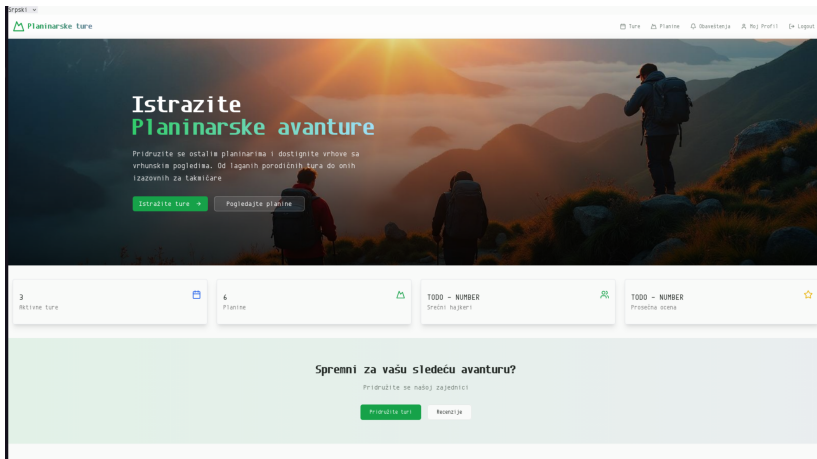 Srpski
Planinarske ture
Ture Planine Obaveštenja Moj Profil Logout
Istrazite
Planinarske avanture
Pridruzite se ostalim planinarima i dostignite vrhove sa
vrhunskim pogledima. Od laganih porodičnih tura do onih
izazovnih za takmičare
Istražite ture → Pogledajte planine
3
Aktivne ture
6
Planine
TODO - NUMBER
Srećni hajkeri
TODO - NUMBER
Prosečna ocena
Spremni za vašu sledeću avanturu?
Pridružite se našoj zajednici
Pridružite turi Recenzije